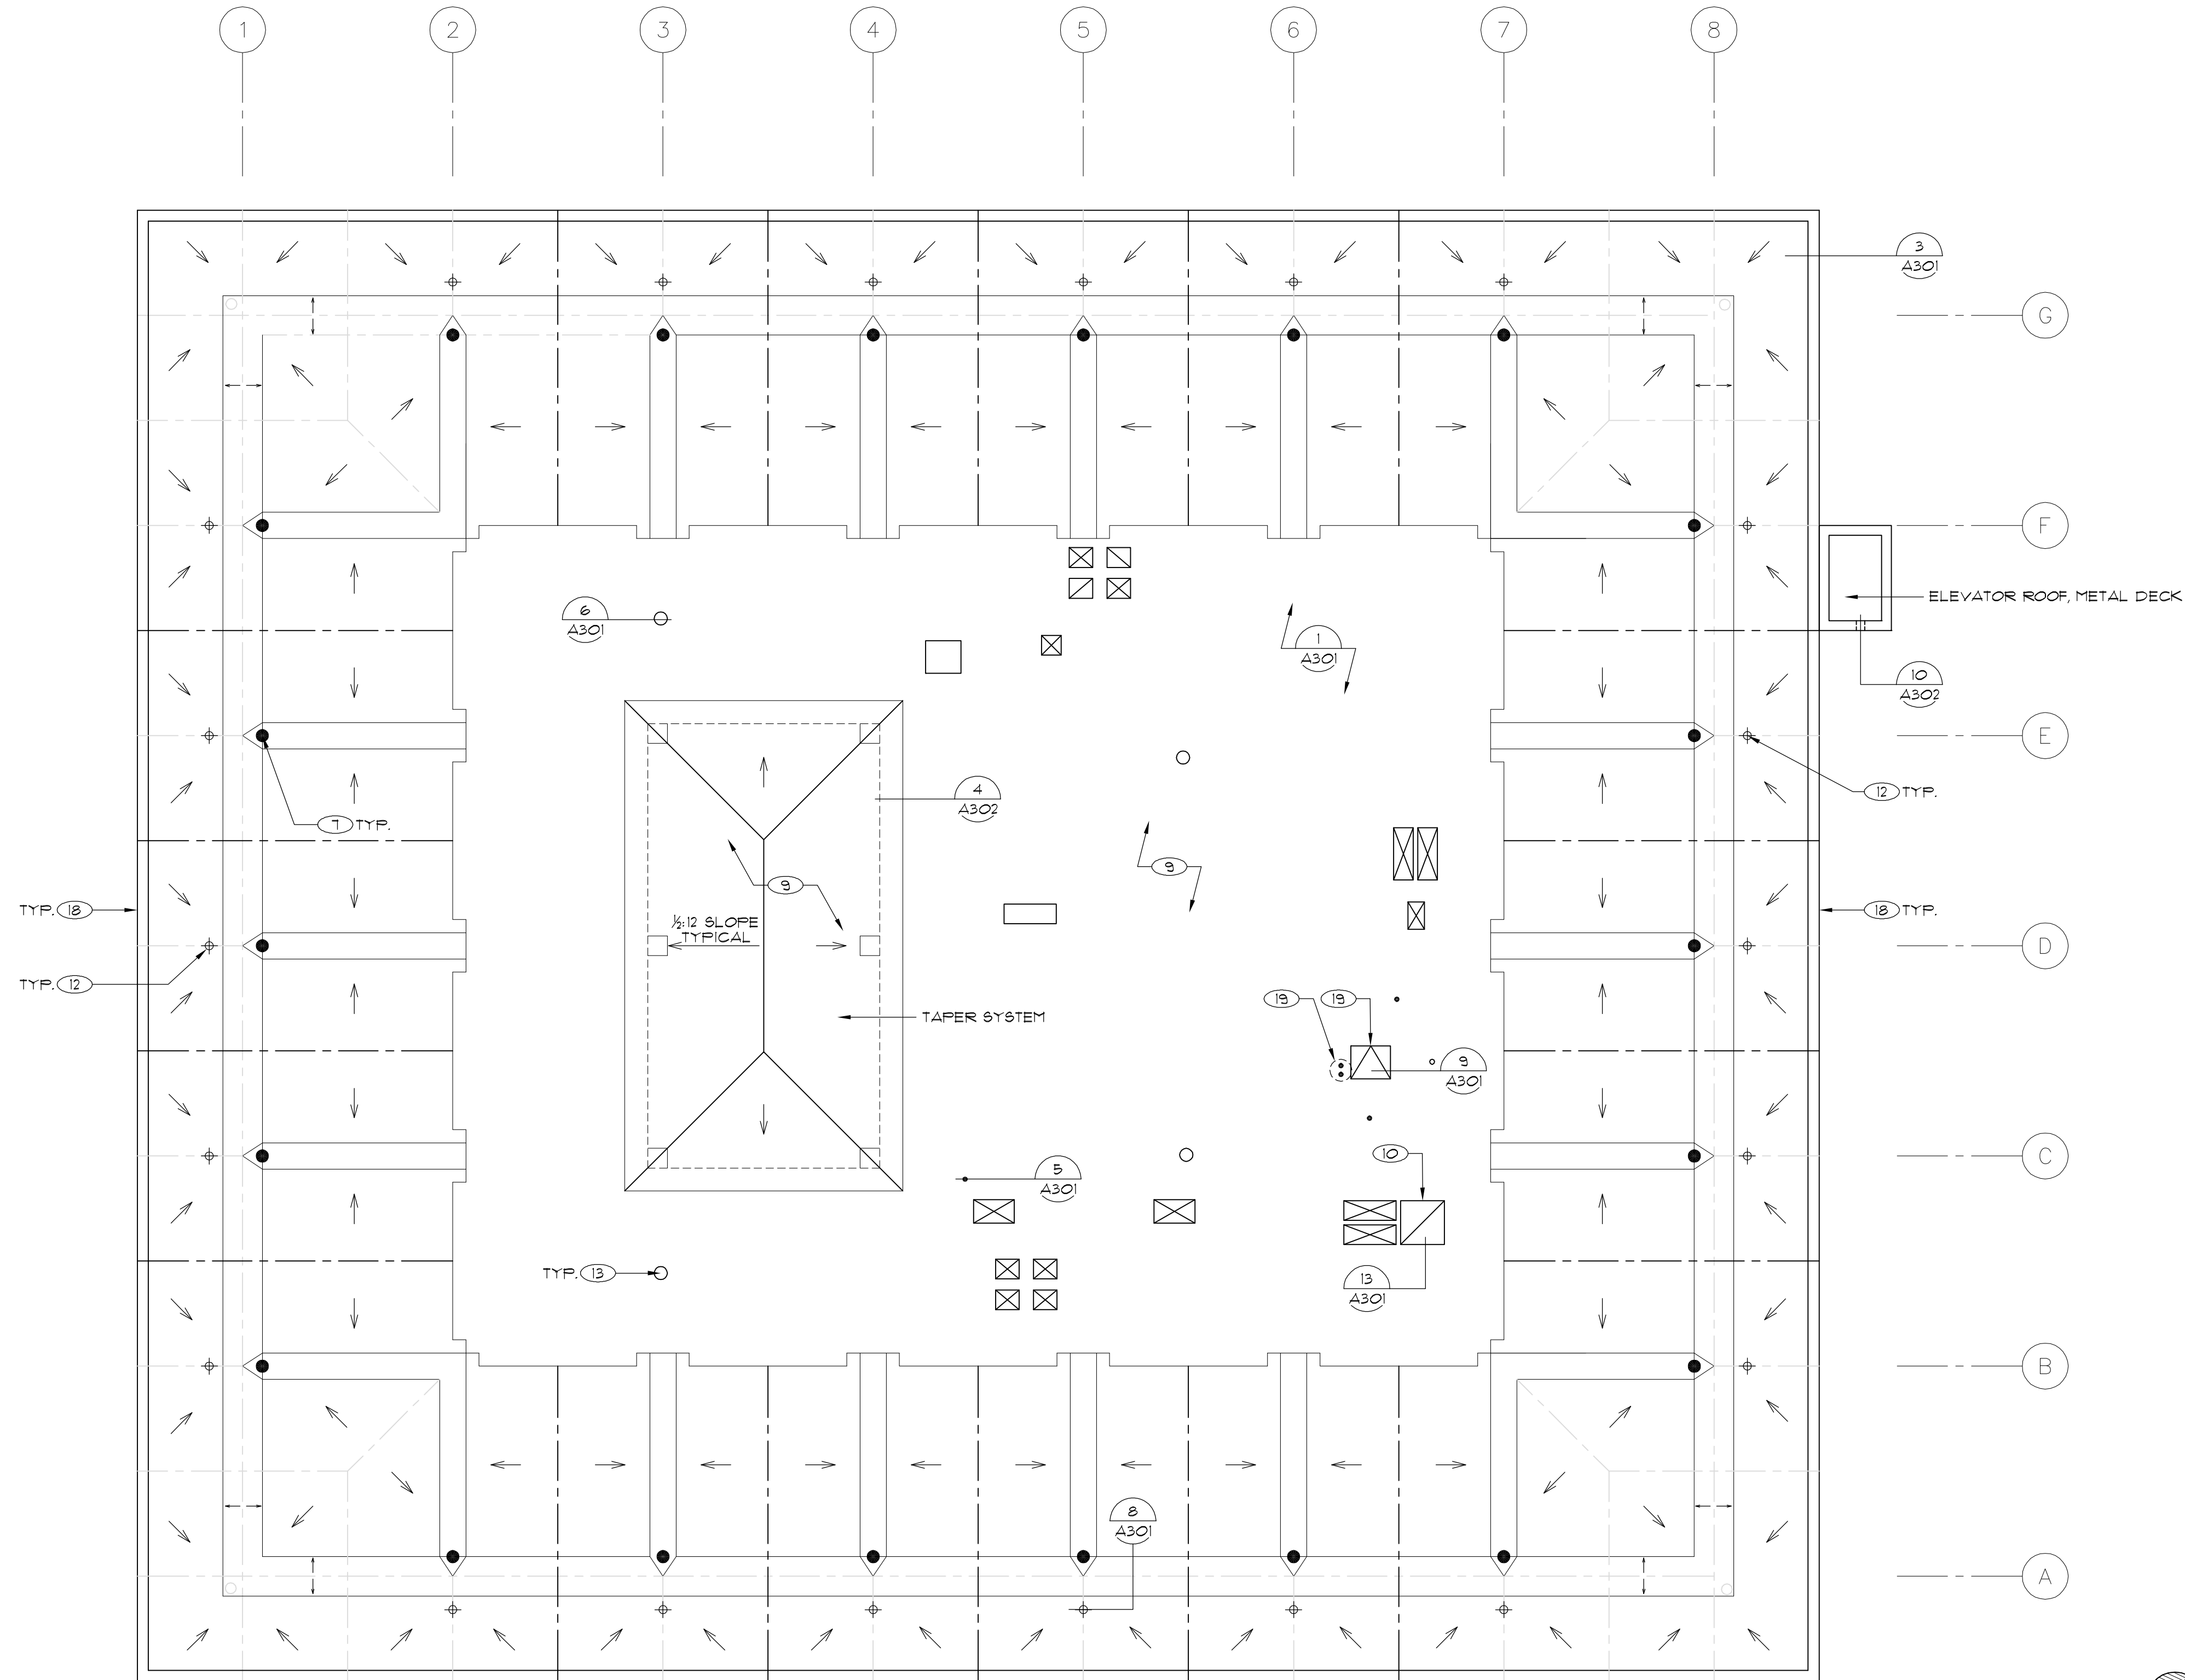 1 2 3 4 5 6 7 8
3
A301
G
F
ELEVATOR ROOF, METAL DECK
6
A301
1
A301
10
A302
E
4
A302
12 TYP.
7 TYP.
9
9
TYP. 18
18 TYP.
½:12 SLOPE
TYPICAL
D
TYP. 12
19 19
TAPER SYSTEM
9
A301
10
C
5
A301
TYP. 13
13
A301
B
8
A301
A